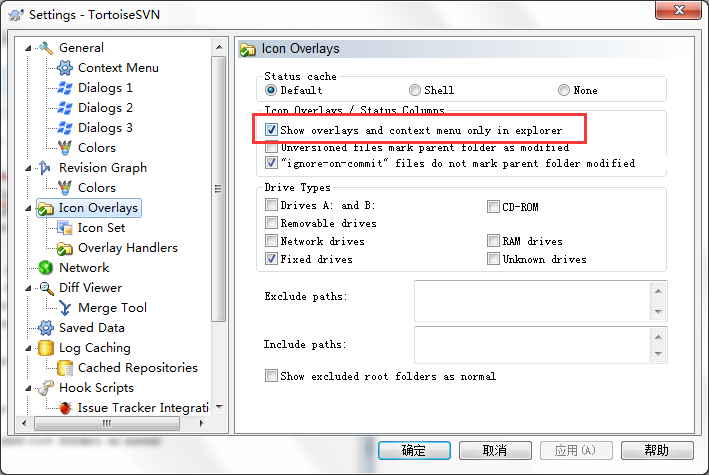 Settings - TortoiseSVN
General
Context Menu
Dialogs 1
Dialogs 2
Dialogs 3
Colors
Revision Graph
Colors
Icon Overlays
Icon Set
Overlay Handlers
Network
Diff Viewer
Merge Tool
Saved Data
Log Caching
Cached Repositories
Hook Scripts
Issue Tracker Integratio
Icon Overlays
Status cache
Default Shell None
Icon Overlays / Status Columns
Show overlays and context menu only in explorer
Unversioned files mark parent folder as modified
"ignore-on-commit" files do not mark parent folder modified
Drive Types
Drives A: and B: CD-ROM
Removable drives
Network drives RAM drives
Fixed drives Unknown drives
Exclude paths:
Include paths:
Show excluded root folders as normal
确定 取消 应用(A) 帮助